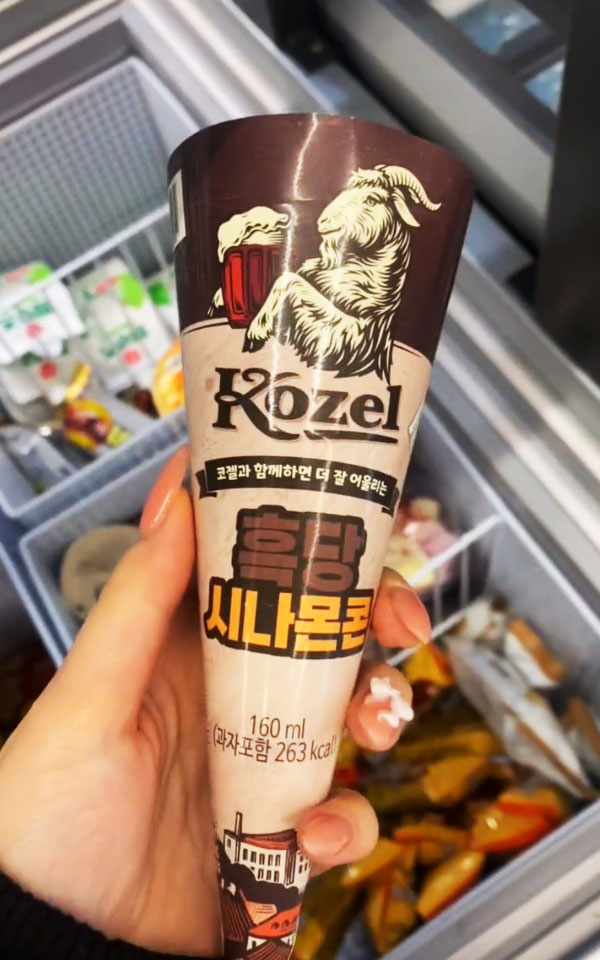 Kozel
코젤과 함께하면 더 잘 어울리는
흑당
시나몬콘
160 ml
(과자포함 263 kcal)